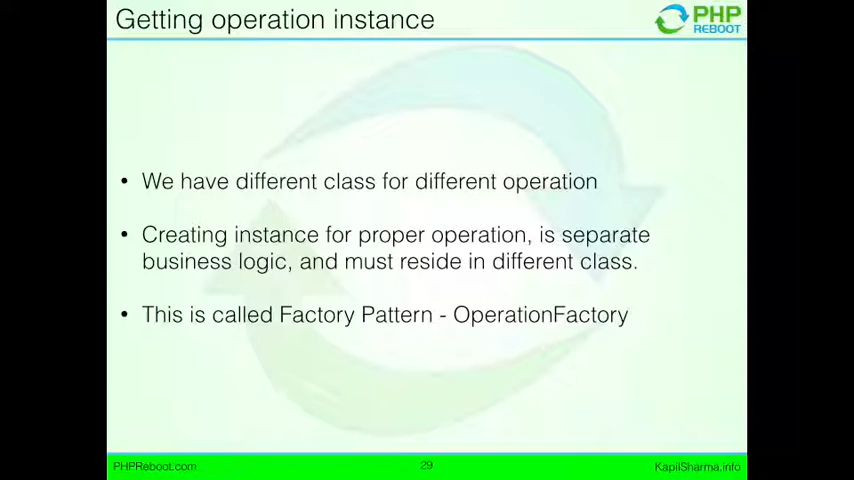 Getting operation instance
PHP
REBOOT
• We have different class for different operation
• Creating instance for proper operation, is separate
business logic, and must reside in different class.
• This is called Factory Pattern - OperationFactory
PHPReboot.com
29
KapilSharma.info